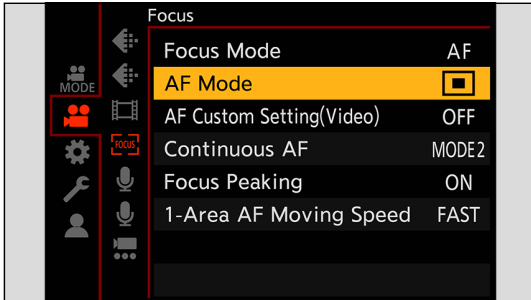 Focus
Focus Mode AF
MODE
AF Mode
AF Custom Setting(Video) OFF
FOCUS
Continuous AF MODE2
Focus Peaking ON
1-Area AF Moving Speed FAST